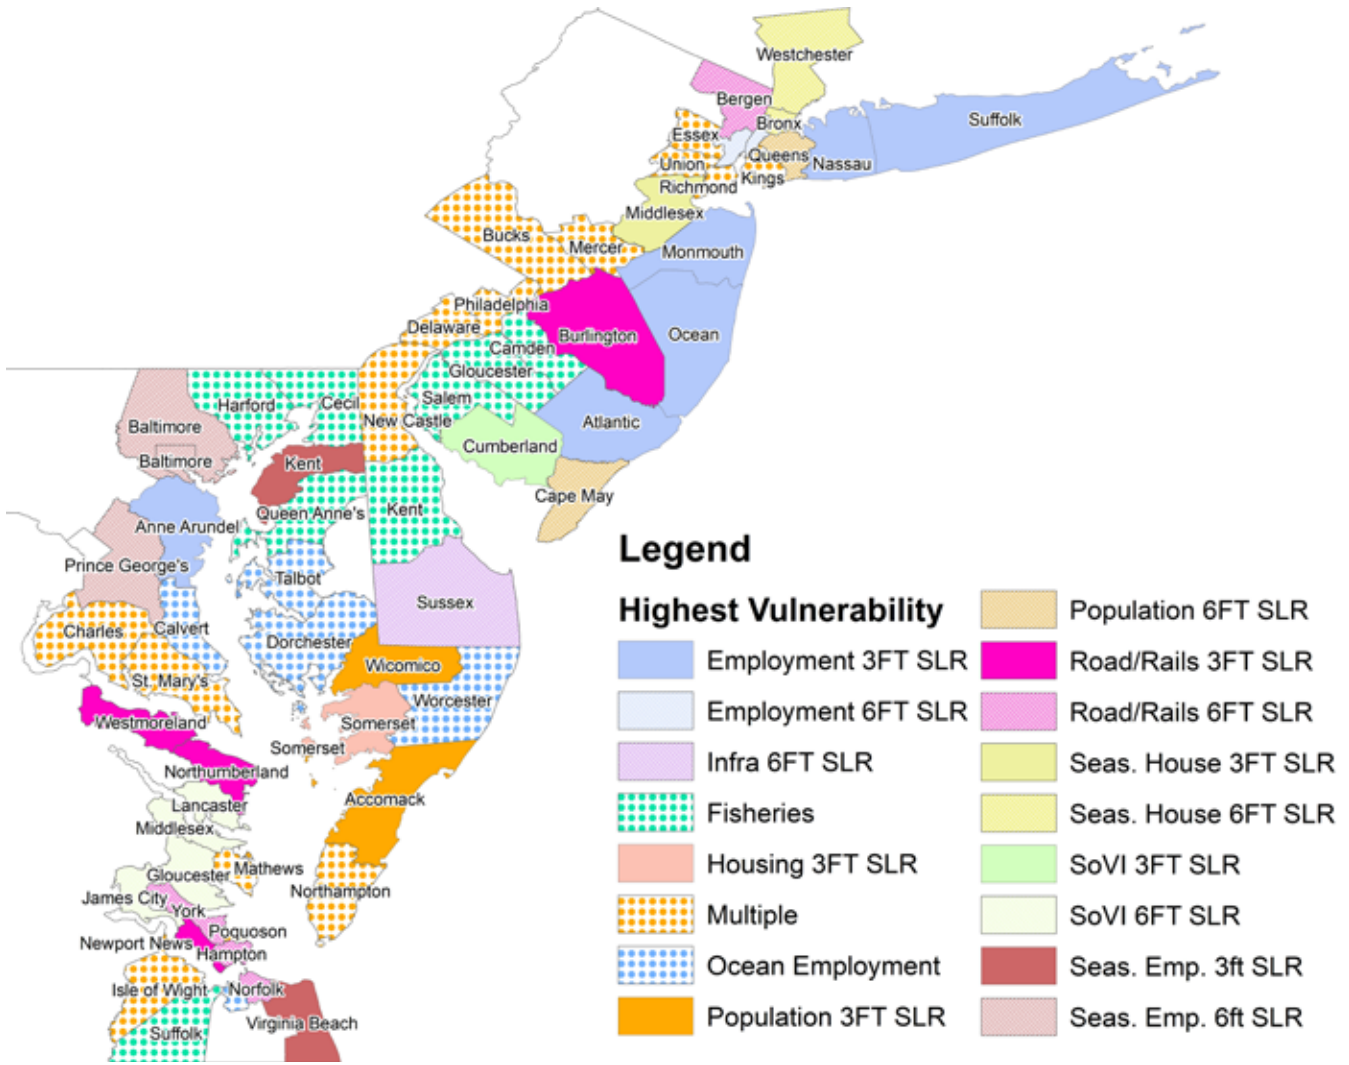 Westchester
Bergen
Suffolk
Bronx
Essex
Queens
Nassau
Union
Kings
Richmond
Middlesex
Bucks
Mercer
Monmouth
Philadelphia
Delaware
Burlington
Ocean
Camden
Gloucester
Salem
Harford
Cecil
New Castle
Atlantic
Baltimore
Cumberland
Baltimore
Kent
Cape May
Queen Anne's
Kent
Anne Arundel
Prince George's
Talbot
Sussex
Charles
Calvert
Dorchester
Wicomico
St. Mary's
Worcester
Westmoreland
Somerset
Somerset
Northumberland
Accomack
Lancaster
Middlesex
Mathews
Gloucester
Northampton
James City
York
Poquoson
Newport News
Hampton
Isle of Wight
Norfolk
Virginia Beach
Suffolk
Legend
Highest Vulnerability
Employment 3FT SLR
Employment 6FT SLR
Infra 6FT SLR
Fisheries
Housing 3FT SLR
Multiple
Ocean Employment
Population 3FT SLR
Population 6FT SLR
Road/Rails 3FT SLR
Road/Rails 6FT SLR
Seas. House 3FT SLR
Seas. House 6FT SLR
SoVI 3FT SLR
SoVI 6FT SLR
Seas. Emp. 3ft SLR
Seas. Emp. 6ft SLR